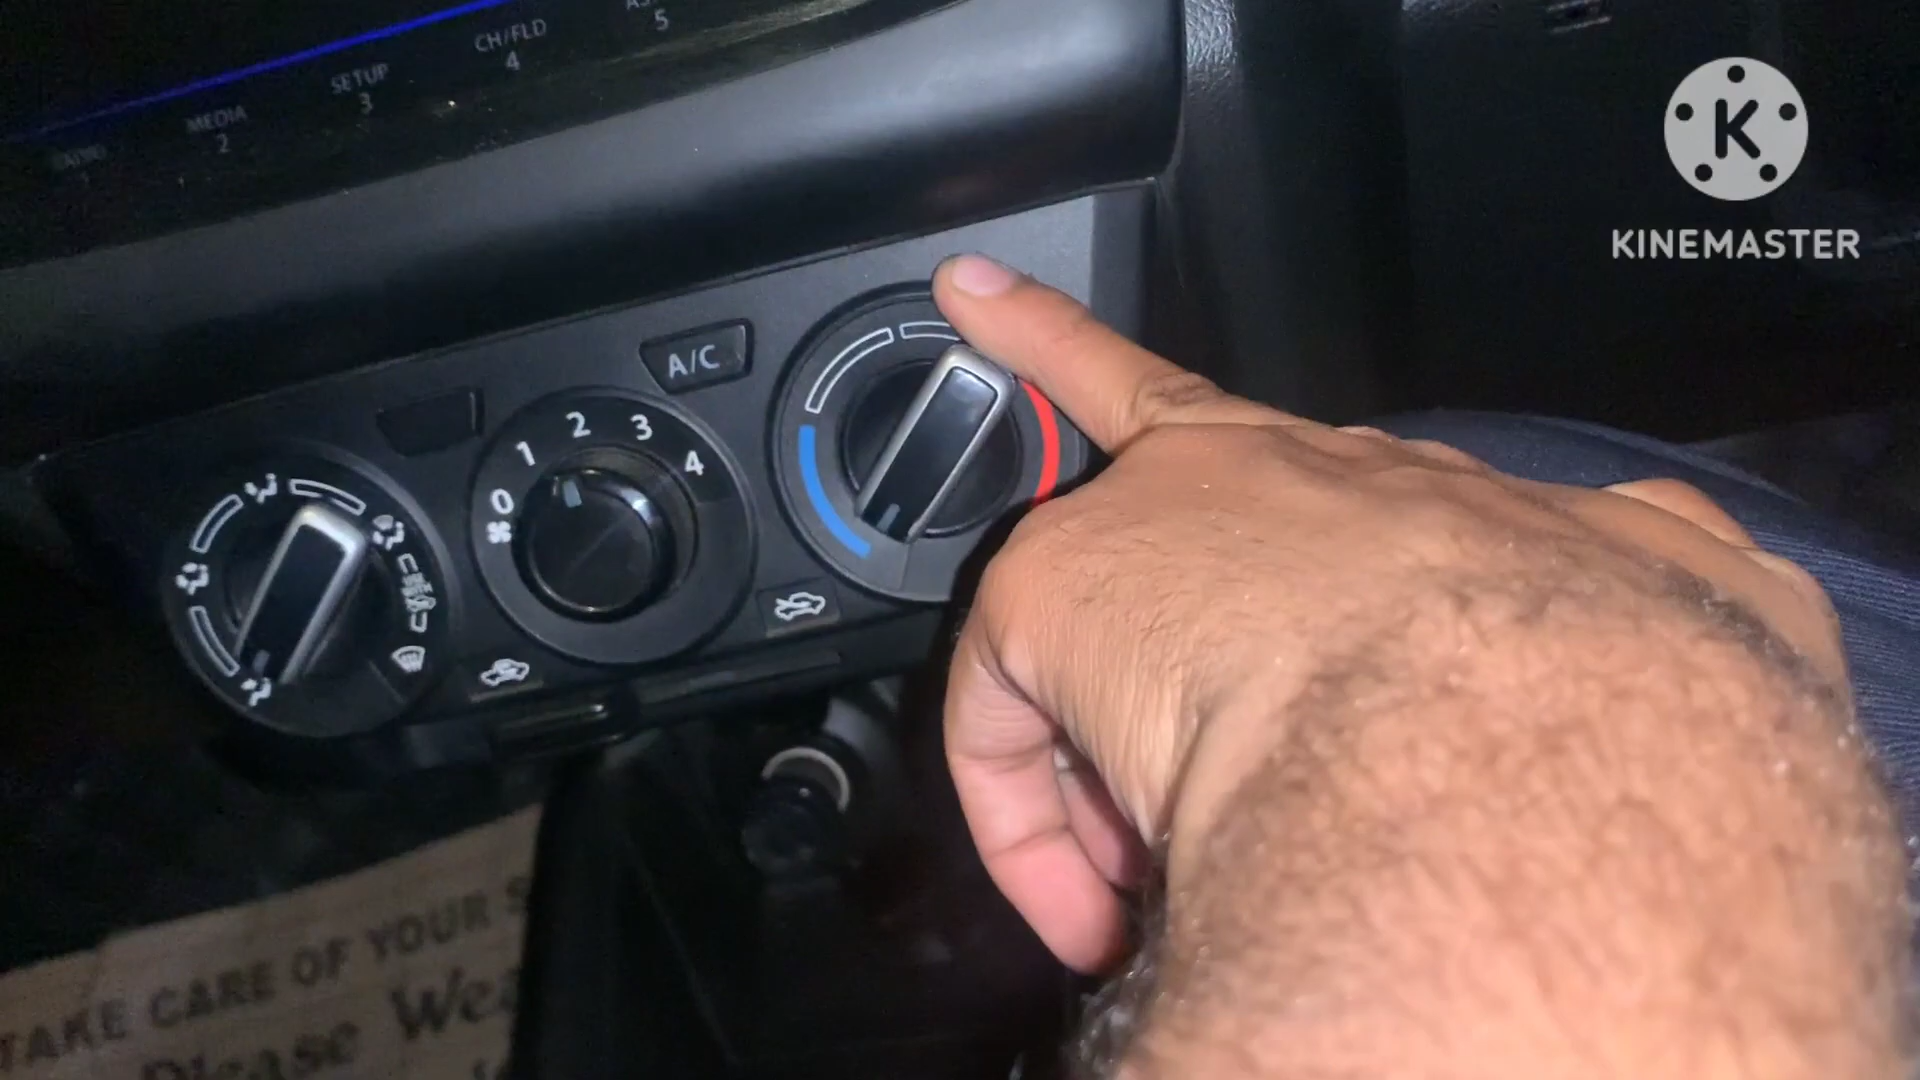 MEDIA
2
SETUP
3
CH/FLD
4
5
K
KINEMASTER
A/C
0
1
2
3
4
TAKE CARE OF YOUR
Please